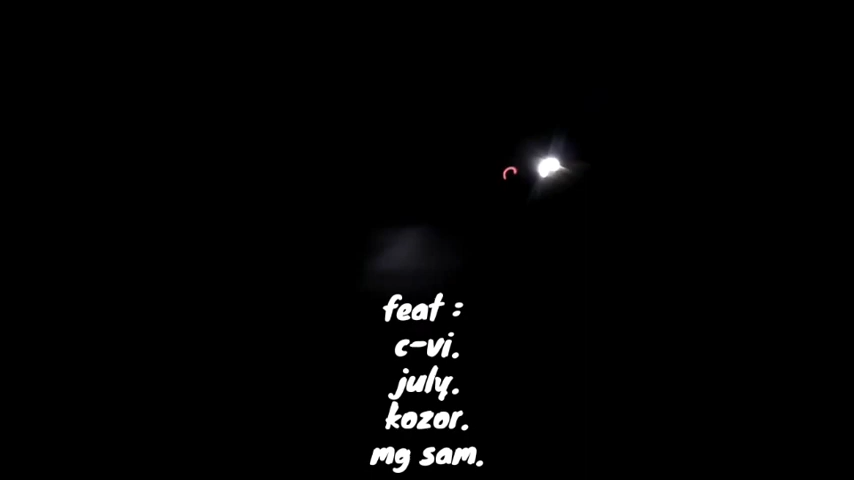 feat :
c-vi.
july.
kozor.
mg sam.